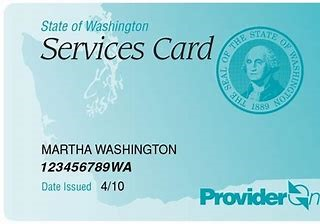 State of Washington
Services Card
THE SEAL OF THE STATE OF WASHINGTON
1889
MARTHA WASHINGTON
123456789WA
Date Issued 4/10
ProviderOn